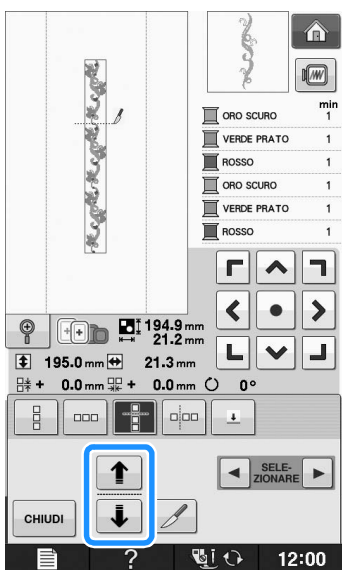 min
ORO SCURO 1
VERDE PRATO 1
ROSSO 1
ORO SCURO 1
VERDE PRATO 1
ROSSO 1
194.9 mm
21.2 mm
195.0 mm 21.3 mm
+ 0.0 mm + 0.0 mm 0°
SELE-
ZIONARE
CHIUDI
? 12:00